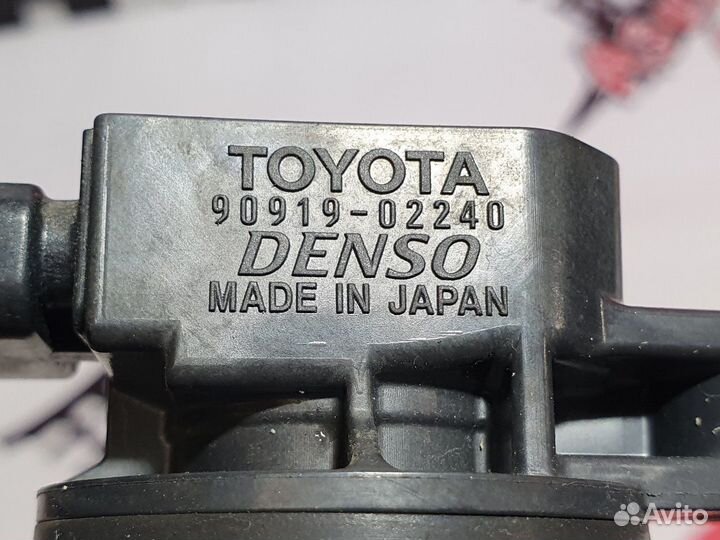 TOYOTA
90919-02240
DENSO
MADE IN JAPAN
Avito